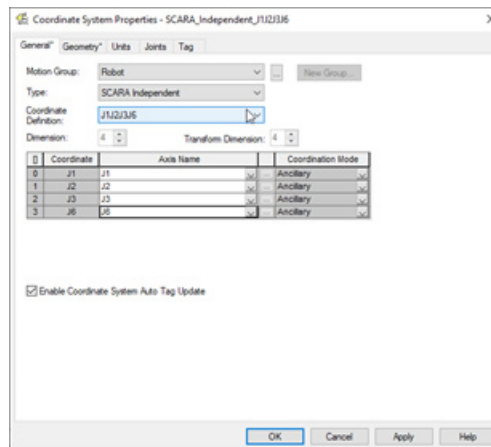 Coordinate System Properties - SCARA_Independent_J1J2J3J6
General* Geometry* Units Joints Tag
Motion Group: Robot ... New Group...
Type: SCARA Independent
Coordinate Definition: J1J2J3J6
Dimension: 4 Transform Dimension: 4
[] Coordinate Axis Name Coordination Mode
0 J1 J1 ... Ancillary
1 J2 J2 ... Ancillary
2 J3 J3 ... Ancillary
3 J6 J6 ... Ancillary
Enable Coordinate System Auto Tag Update
OK Cancel Apply Help